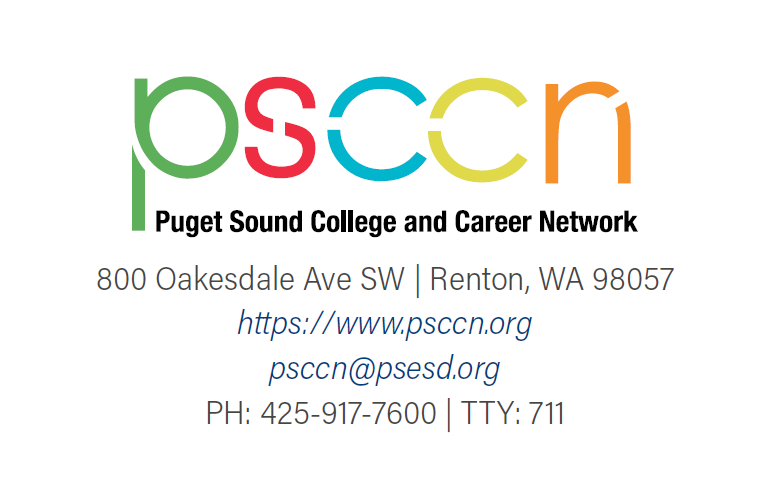 psccn
Puget Sound College and Career Network
800 Oakesdale Ave SW | Renton, WA 98057
https://www.psccn.org
psccn@psesd.org
PH: 425-917-7600 | TTY: 711